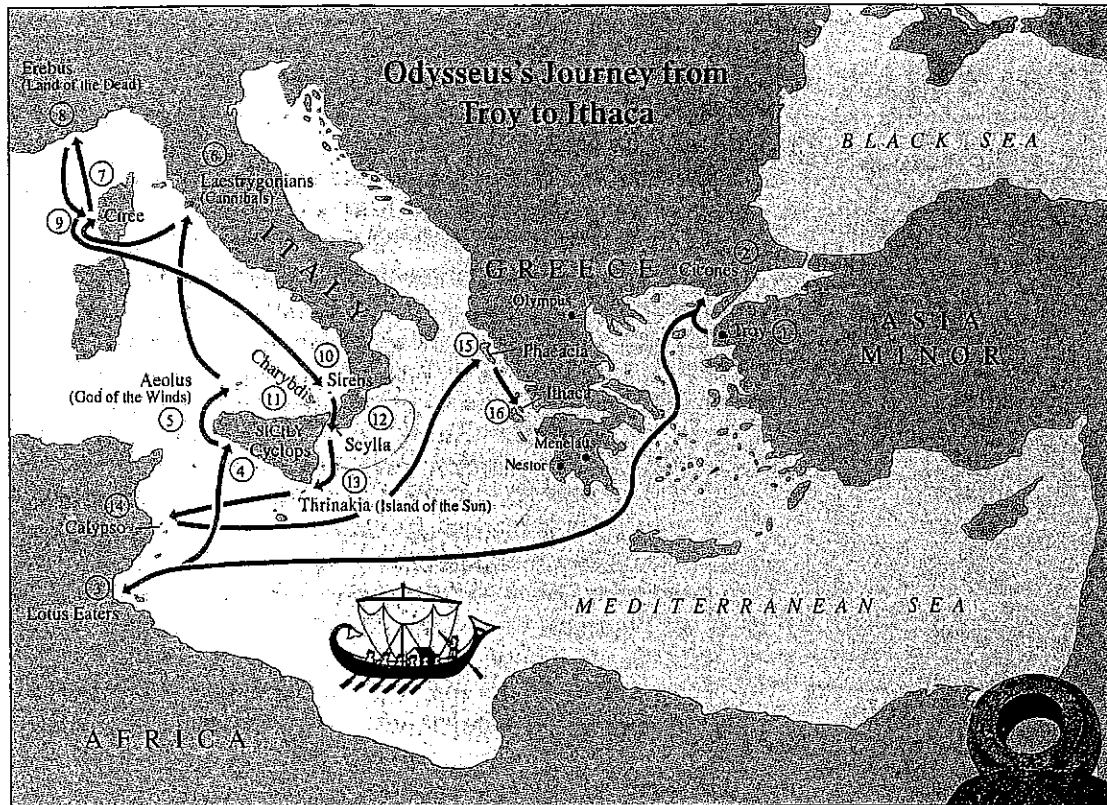 Odysseus's Journey from
Troy to Ithaca
Erebus
(Land of the Dead)
8
7
9
Circe
6
Laestrygonians
(Cannibals)
ITALY
BLACK SEA
GREECE
Cicones
2
Olympus
Troy
1
ASIA
MINOR
15
Phaeacia
10
Sirens
Charybdis
11
Aeolus
(God of the Winds)
5
Ithaca
16
12
SICILY
Cyclops
Scylla
Menelaus
Nestor
4
13
Thrinakia (Island of the Sun)
14
Calypso
3
Lotus Eaters
MEDITERRANEAN SEA
AFRICA